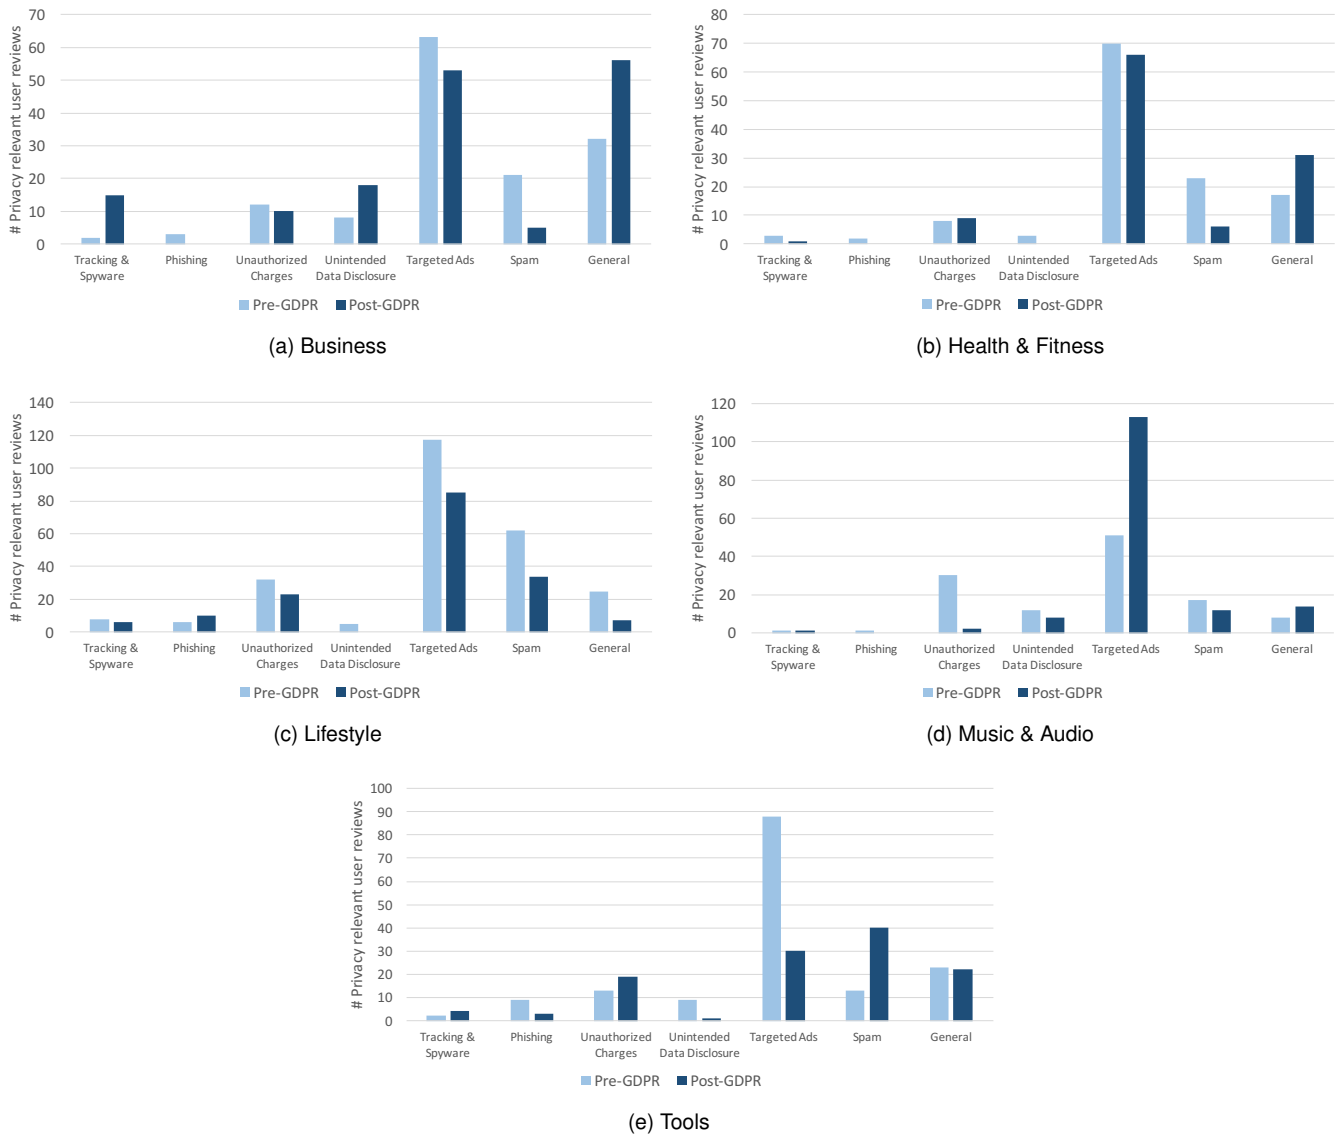 # Privacy relevant user reviews
70
60
50
40
30
20
10
0
Tracking & Spyware
Phishing
Unauthorized Charges
Unintended Data Disclosure
Targeted Ads
Spam
General
Pre-GDPR
Post-GDPR
(a) Business
# Privacy relevant user reviews
80
70
60
50
40
30
20
10
0
Tracking & Spyware
Phishing
Unauthorized Charges
Unintended Data Disclosure
Targeted Ads
Spam
General
Pre-GDPR
Post-GDPR
(b) Health & Fitness
# Privacy relevant user reviews
140
120
100
80
60
40
20
0
Tracking & Spyware
Phishing
Unauthorized Charges
Unintended Data Disclosure
Targeted Ads
Spam
General
Pre-GDPR
Post-GDPR
(c) Lifestyle
# Privacy relevant user reviews
120
100
80
60
40
20
0
Tracking & Spyware
Phishing
Unauthorized Charges
Unintended Data Disclosure
Targeted Ads
Spam
General
Pre-GDPR
Post-GDPR
(d) Music & Audio
# Privacy relevant user reviews
100
90
80
70
60
50
40
30
20
10
0
Tracking & Spyware
Phishing
Unauthorized Charges
Unintended Data Disclosure
Targeted Ads
Spam
General
Pre-GDPR
Post-GDPR
(e) Tools